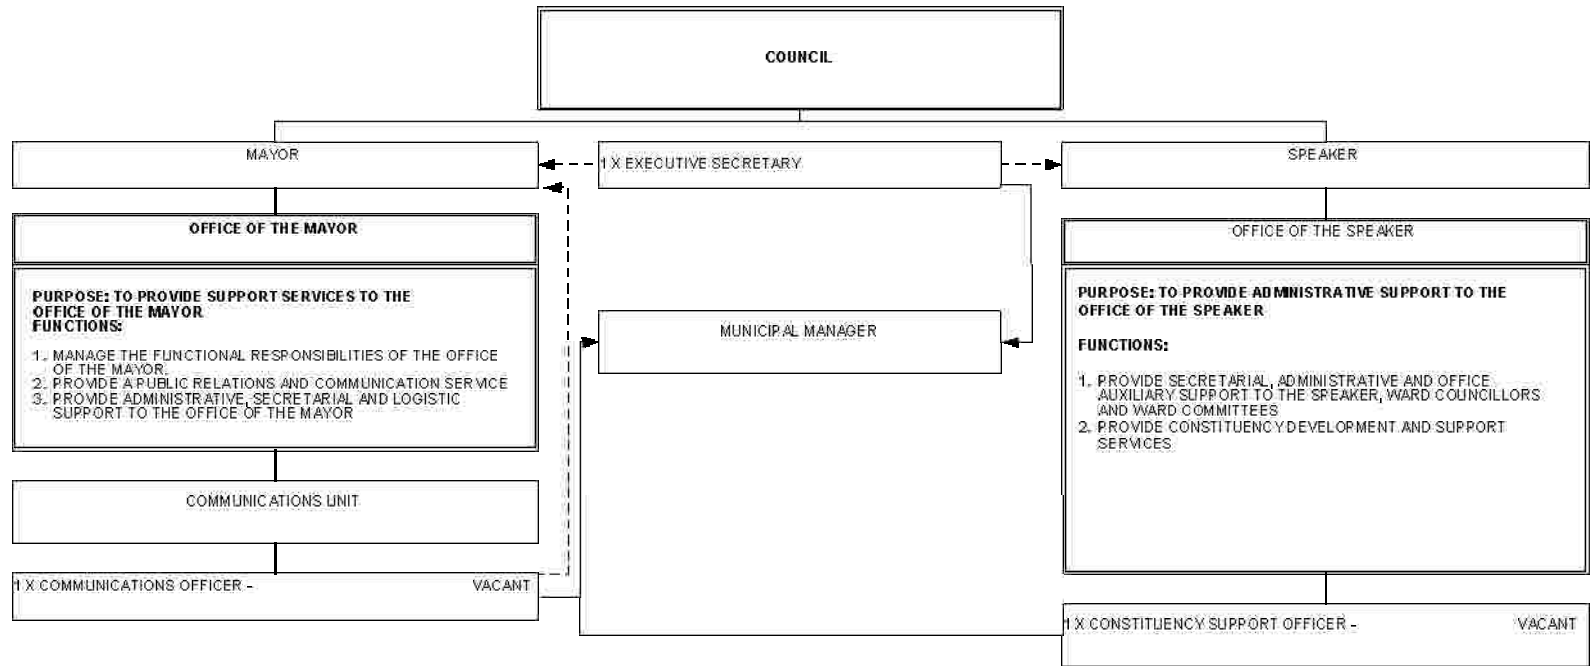 COUNCIL
MAYOR
1 X EXECUTIVE SECRETARY
SPEAKER
OFFICE OF THE MAYOR
PURPOSE: TO PROVIDE SUPPORT SERVICES TO THE
OFFICE OF THE MAYOR
FUNCTIONS:
1. MANAGE THE FUNCTIONAL RESPONSIBILITIES OF THE OFFICE
OF THE MAYOR.
2. PROVIDE A PUBLIC RELATIONS AND COMMUNICATION SERVICE
3. PROVIDE ADMINISTRATIVE, SECRETARIAL AND LOGISTIC
SUPPORT TO THE OFFICE OF THE MAYOR
COMMUNICATIONS UNIT
1 X COMMUNICATIONS OFFICER - VACANT
MUNICIPAL MANAGER
OFFICE OF THE SPEAKER
PURPOSE: TO PROVIDE ADMINISTRATIVE SUPPORT TO THE
OFFICE OF THE SPEAKER
FUNCTIONS:
1. PROVIDE SECRETARIAL, ADMINISTRATIVE AND OFFICE
AUXILIARY SUPPORT TO THE SPEAKER, WARD COUNCILLORS
AND WARD COMMITTEES
2. PROVIDE CONSTITUENCY DEVELOPMENT AND SUPPORT
SERVICES
1 X CONSTITUENCY SUPPORT OFFICER - VACANT